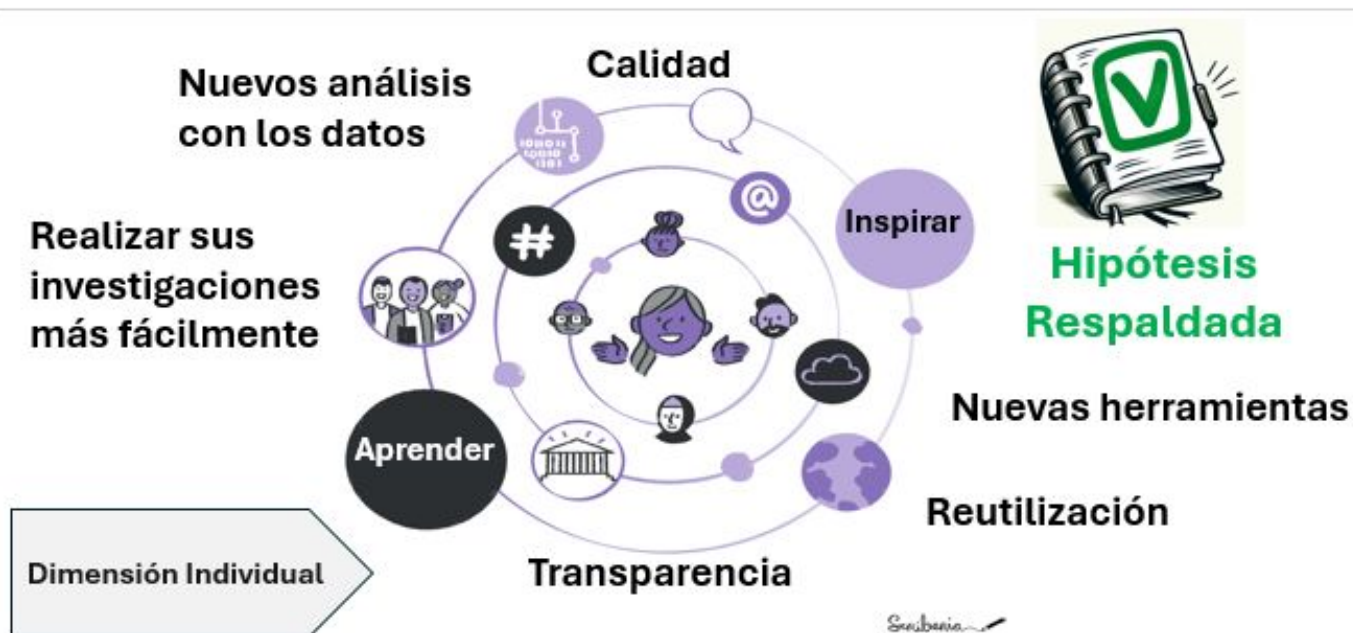 Nuevos análisis
con los datos
Calidad
#
@
Inspirar
Realizar sus
investigaciones
más fácilmente
V
Hipótesis
Respaldada
Nuevas herramientas
Aprender
Reutilización
Dimensión Individual
Transparencia
Scriberia